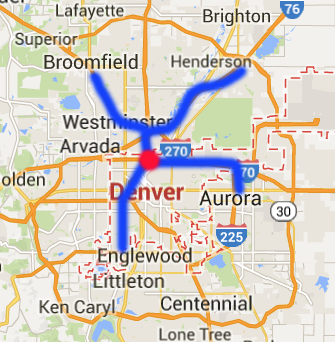 Lafayette
Brighton
76
Superior
Broomfield
Henderson
Westminster
Arvada
270
olden
Denver
70
Aurora
30
225
Englewood
Littleton
Centennial
Ken Caryl
Lone Tree